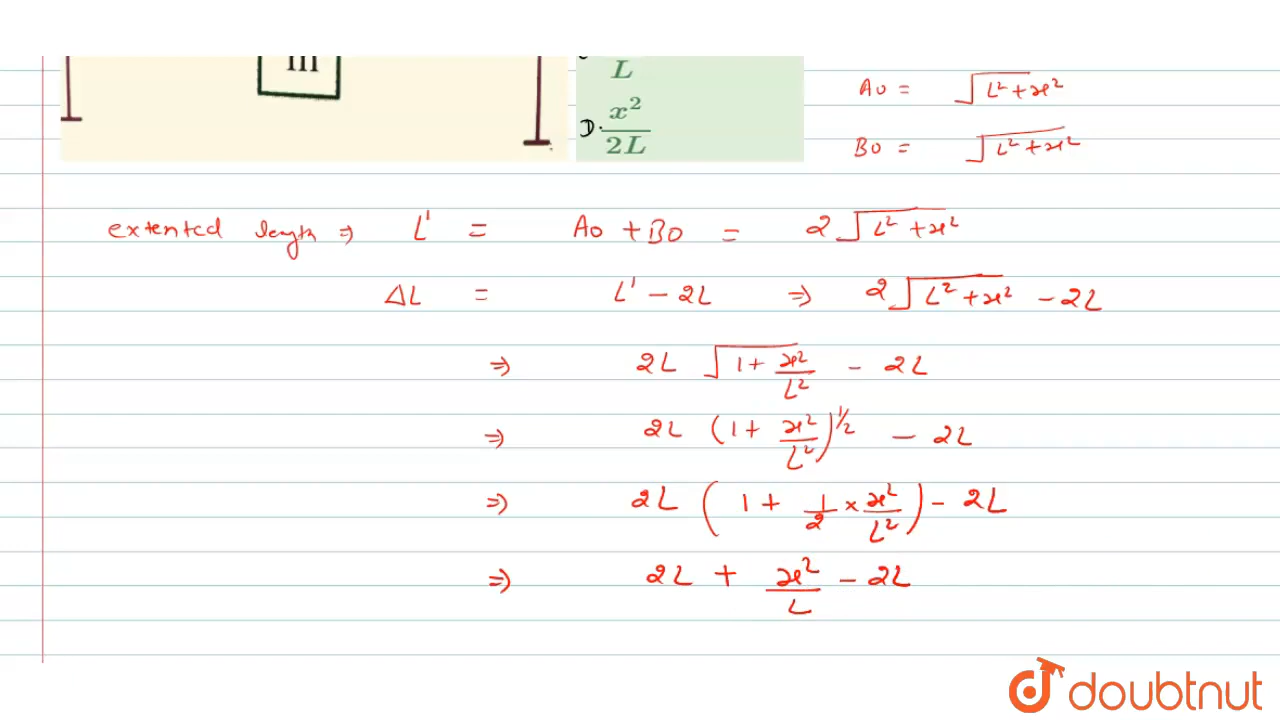 m
L
D. x²/2L
AO = √L²+x²
BO = √L²+x²
extented length ⇒ L' = AO + BO = 2√L²+x²
ΔL = L' − 2L ⇒ 2√L²+x² − 2L
⇒ 2L √1+x²/L² − 2L
⇒ 2L (1+ x²/L²)^1/2 − 2L
⇒ 2L (1 + 1/2 × x²/L²) − 2L
⇒ 2L + x²/L − 2L
doubtnut